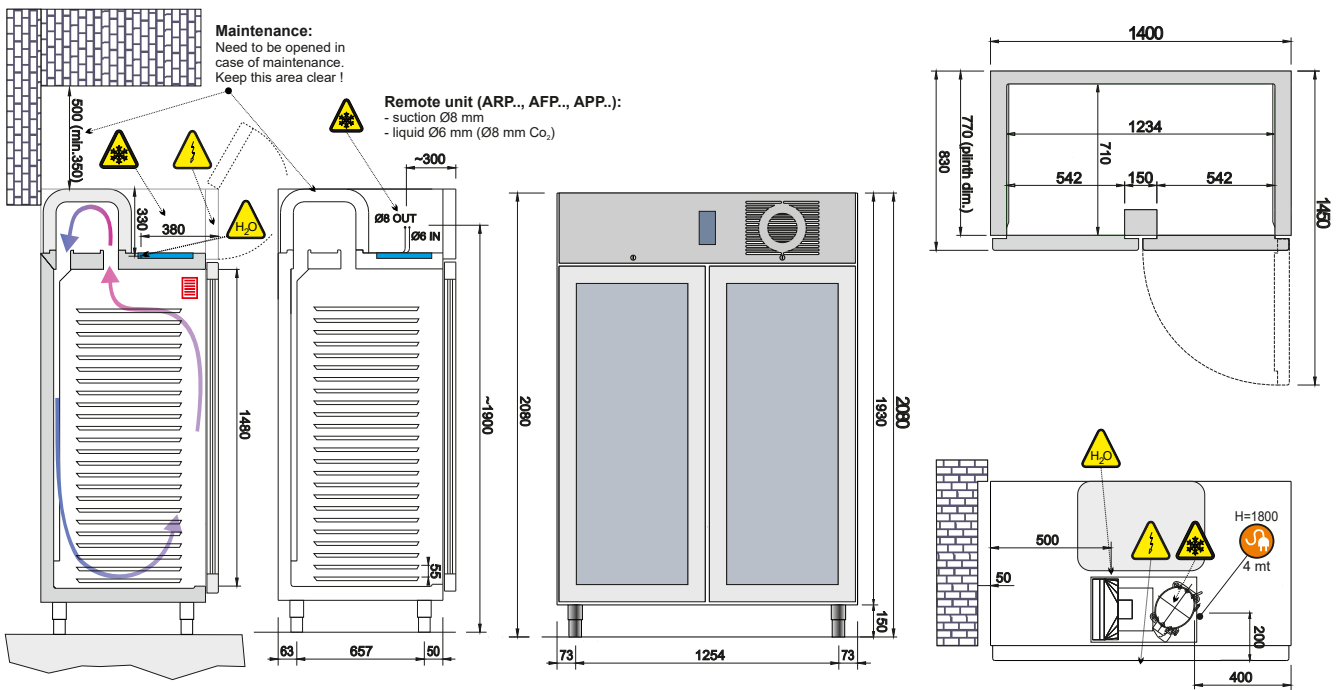 Maintenance:
Need to be opened in
case of maintenance.
Keep this area clear !
Remote unit (ARP.., AFP.., APP..):
- suction Ø8 mm
- liquid Ø6 mm (Ø8 mm Co₂)
500 (min.350)
330
380
H₂O
1480
~300
Ø8 OUT
Ø6 IN
~1900
55
63
657
50
2080
1930
2080
150
73
1254
73
1400
830
770 (plinth dim.)
1234
710
542
150
542
1450
H₂O
H=1800
4 mt
500
50
200
400